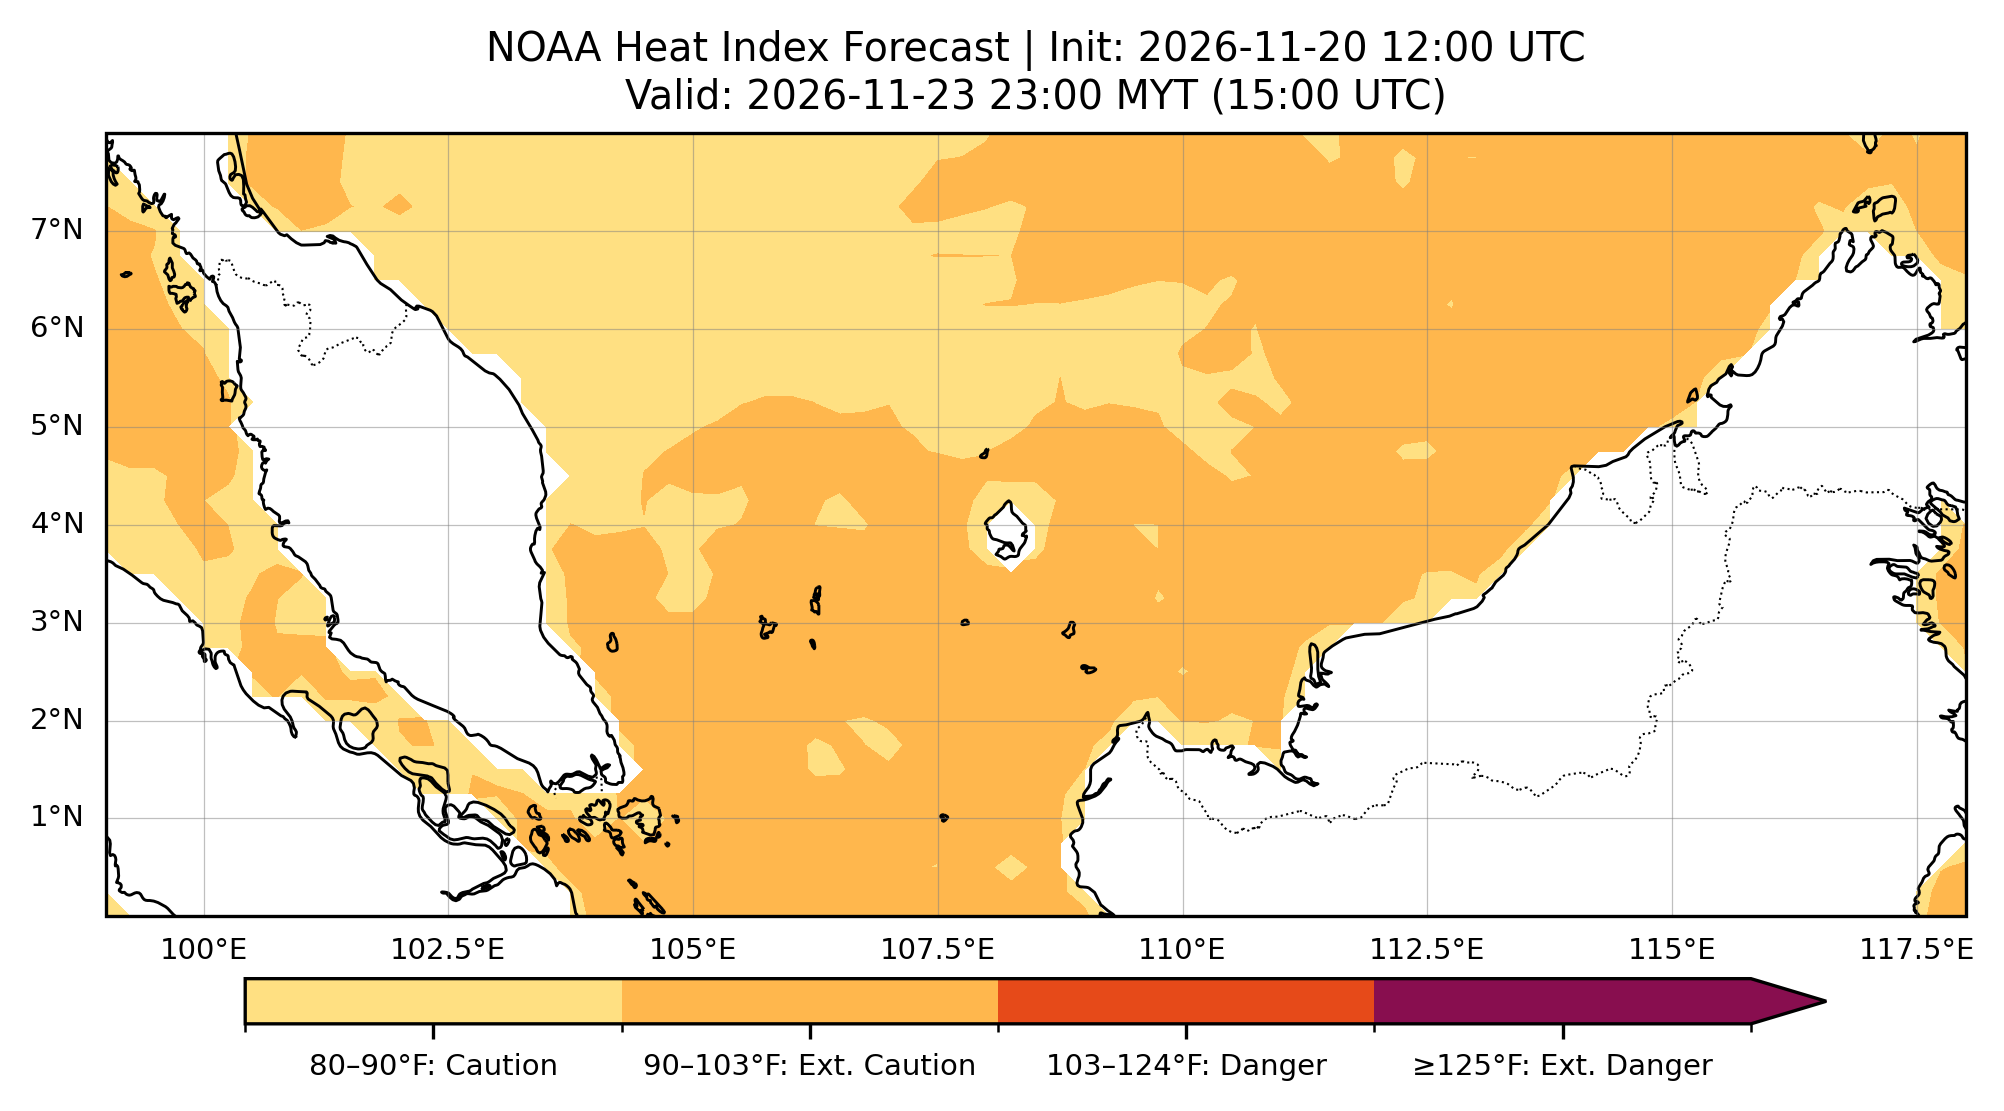 NOAA Heat Index Forecast | Init: 2026-11-20 12:00 UTC
Valid: 2026-11-23 23:00 MYT (15:00 UTC)
7°N
6°N
5°N
4°N
3°N
2°N
1°N
100°E
102.5°E
105°E
107.5°E
110°E
112.5°E
115°E
117.5°E
80–90°F: Caution
90–103°F: Ext. Caution
103–124°F: Danger
≥125°F: Ext. Danger